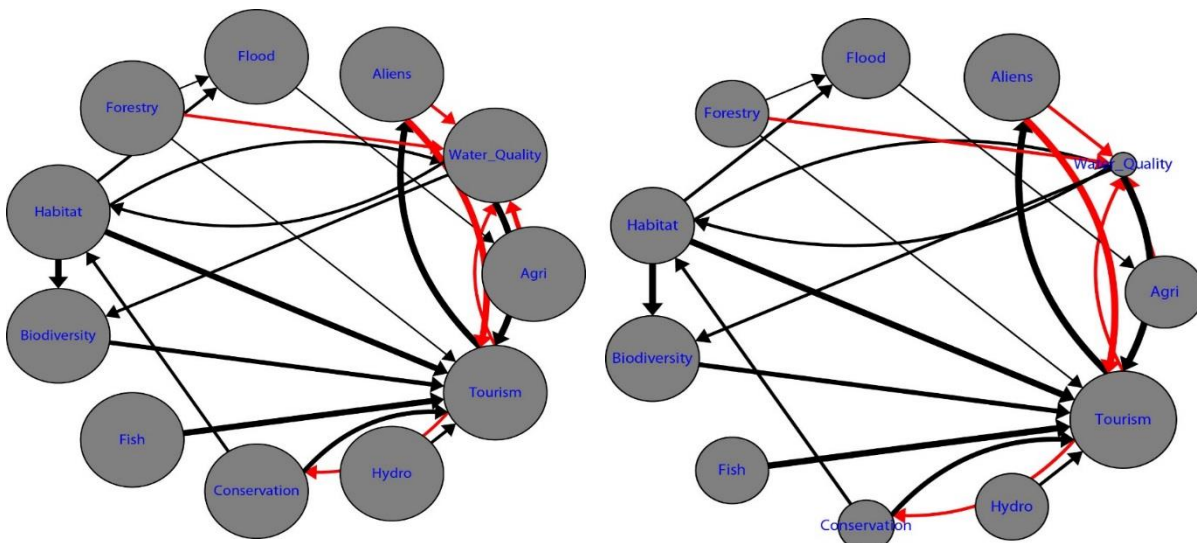 Flood
Aliens
Forestry
Water_Quality
Habitat
Agri
Biodiversity
Tourism
Fish
Hydro
Conservation
Flood
Aliens
Forestry
Water_Quality
Habitat
Agri
Biodiversity
Tourism
Fish
Hydro
Conservation